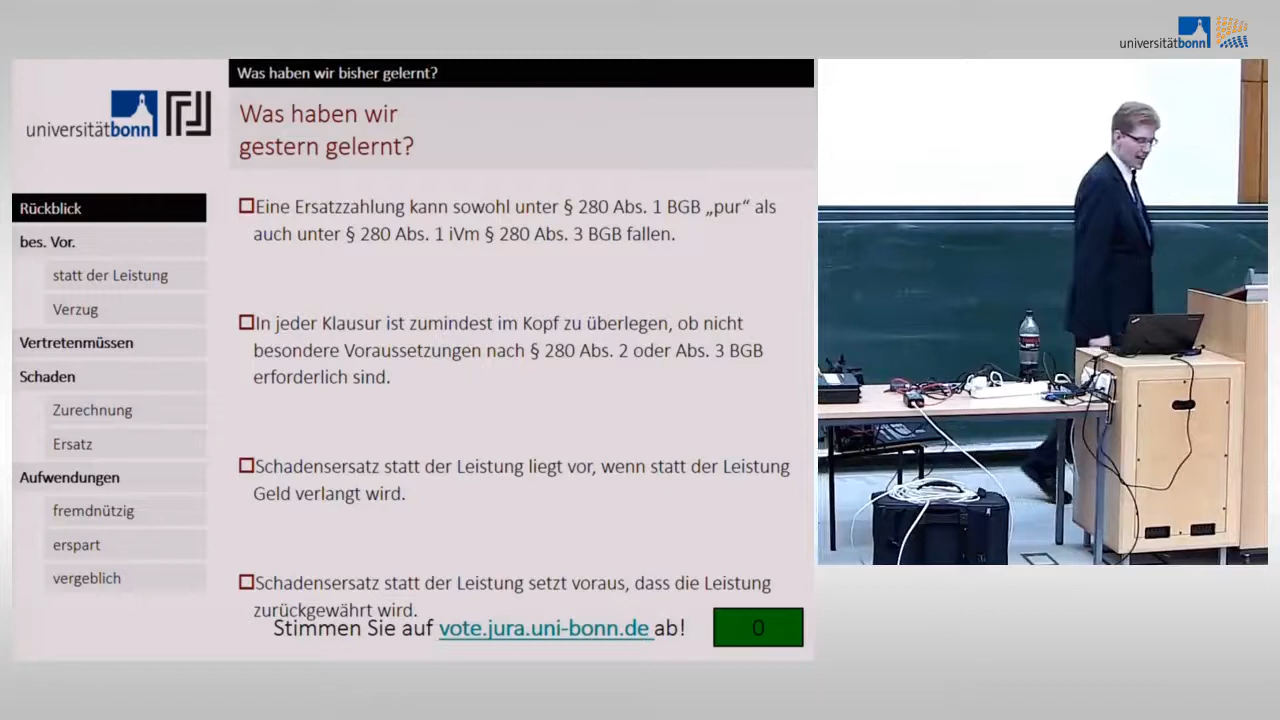 universitätbonn
Was haben wir bisher gelernt?
universitätbonn
Was haben wir
gestern gelernt?
Rückblick
bes. Vor.
statt der Leistung
Verzug
Vertretenmüssen
Schaden
Zurechnung
Ersatz
Aufwendungen
fremdnützig
erspart
vergeblich
Eine Ersatzzahlung kann sowohl unter § 280 Abs. 1 BGB „pur“ als
auch unter § 280 Abs. 1 iVm § 280 Abs. 3 BGB fallen.
In jeder Klausur ist zumindest im Kopf zu überlegen, ob nicht
besondere Voraussetzungen nach § 280 Abs. 2 oder Abs. 3 BGB
erforderlich sind.
Schadensersatz statt der Leistung liegt vor, wenn statt der Leistung
Geld verlangt wird.
Schadensersatz statt der Leistung setzt voraus, dass die Leistung
zurückgewährt wird.
Stimmen Sie auf vote.jura.uni-bonn.de ab!
0